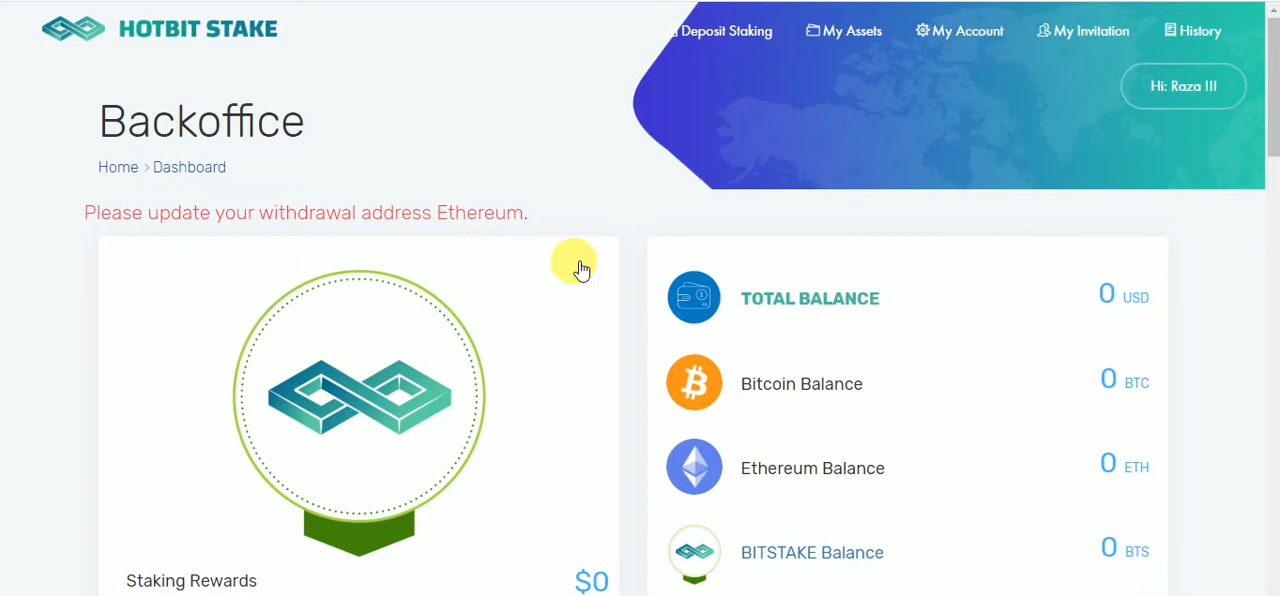 HOTBIT STAKE
Deposit Staking My Assets My Account My Invitation History
Hi: Raza III
Backoffice
Home > Dashboard
Please update your withdrawal address Ethereum.
TOTAL BALANCE 0 USD
Bitcoin Balance 0 BTC
Ethereum Balance 0 ETH
BITSTAKE Balance 0 BTS
Staking Rewards $0